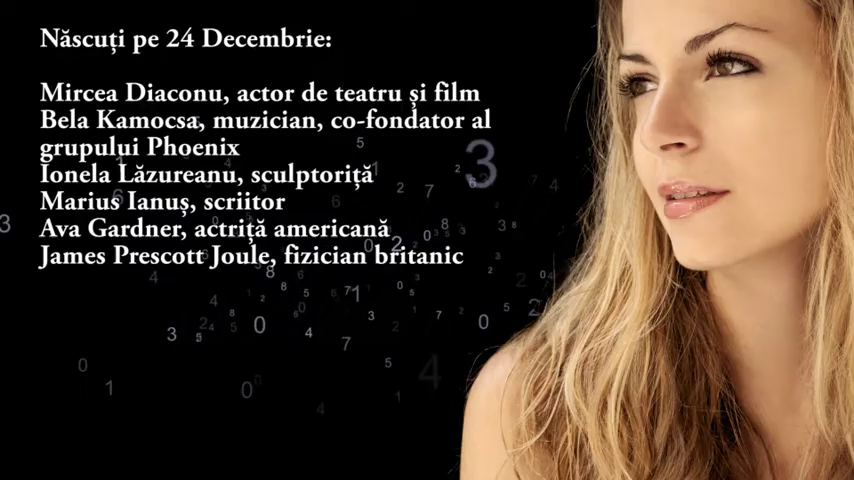 Născuți pe 24 Decembrie:
Mircea Diaconu, actor de teatru și film
Bela Kamocsa, muzician, co-fondator al
grupului Phoenix
Ionela Lăzureanu, sculptoriță
Marius Ianuș, scriitor
Ava Gardner, actriță americană
James Prescott Joule, fizician britanic